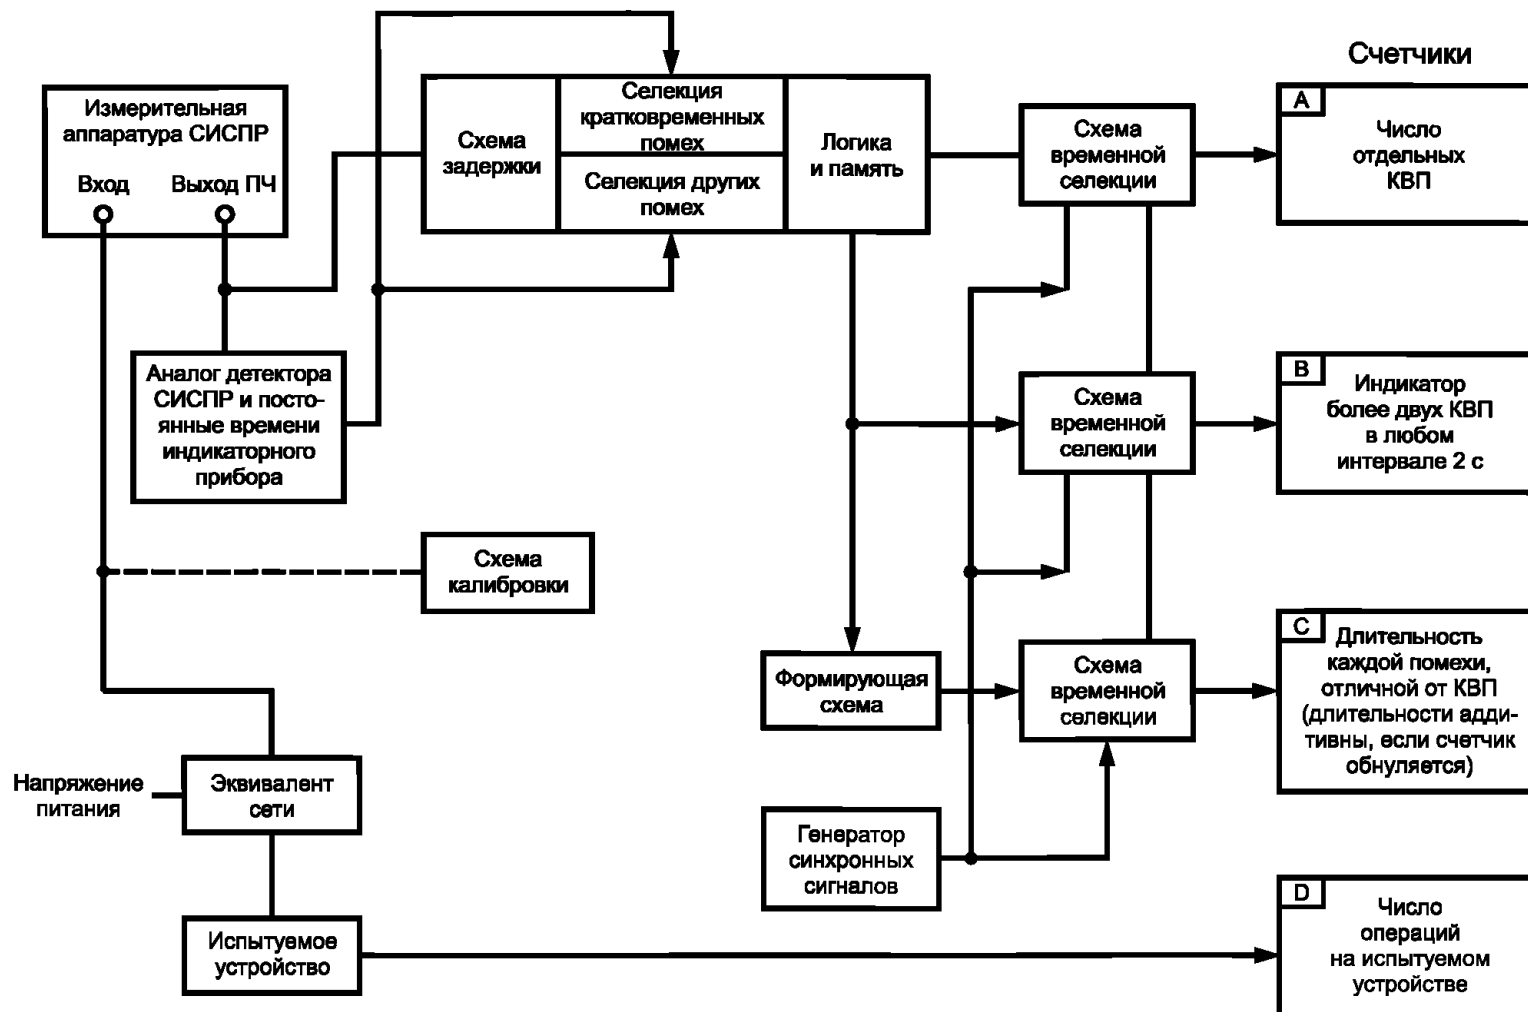 Счетчики
Измерительная
аппаратура СИСПР
Вход
Выход ПЧ
Схема
задержки
Селекция
кратковременных
помех
Селекция других
помех
Логика
и память
Схема
временной
селекции
A
Число
отдельных
КВП
Аналог детектора
СИСПР и посто-
янные времени
индикаторного
прибора
Схема
временной
селекции
B
Индикатор
более двух КВП
в любом
интервале 2 с
Схема
калибровки
Формирующая
схема
Схема
временной
селекции
C
Длительность
каждой помехи,
отличной от КВП
(длительности адди-
тивны, если счетчик
обнуляется)
Напряжение
питания
Эквивалент
сети
Генератор
синхронных
сигналов
Испытуемое
устройство
D
Число
операций
на испытуемом
устройстве